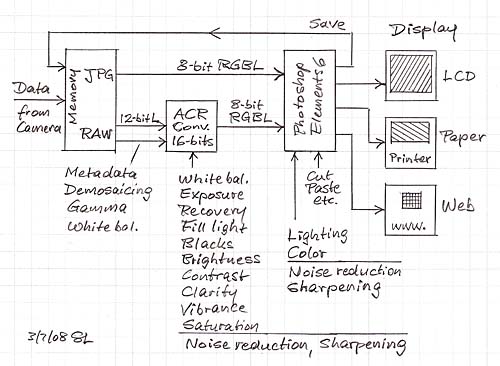 Save
Display
Data
from
Camera
Memory
JPG
RAW
8-bit RGBL
12-bit L
ACR
Conv.
16-bits
8-bit
RGBL
Photoshop
Elements 6
LCD
Paper
Printer
Web
www.
Metadata
Demosaicing
Gamma
White bal.
White bal.
Exposure
Recovery
Fill light
Blacks
Brightness
Contrast
Clarity
Vibrance
Saturation
Noise reduction, Sharpening
Cut
Paste
etc.
Lighting
Color
Noise reduction
Sharpening
3/7/08 SL